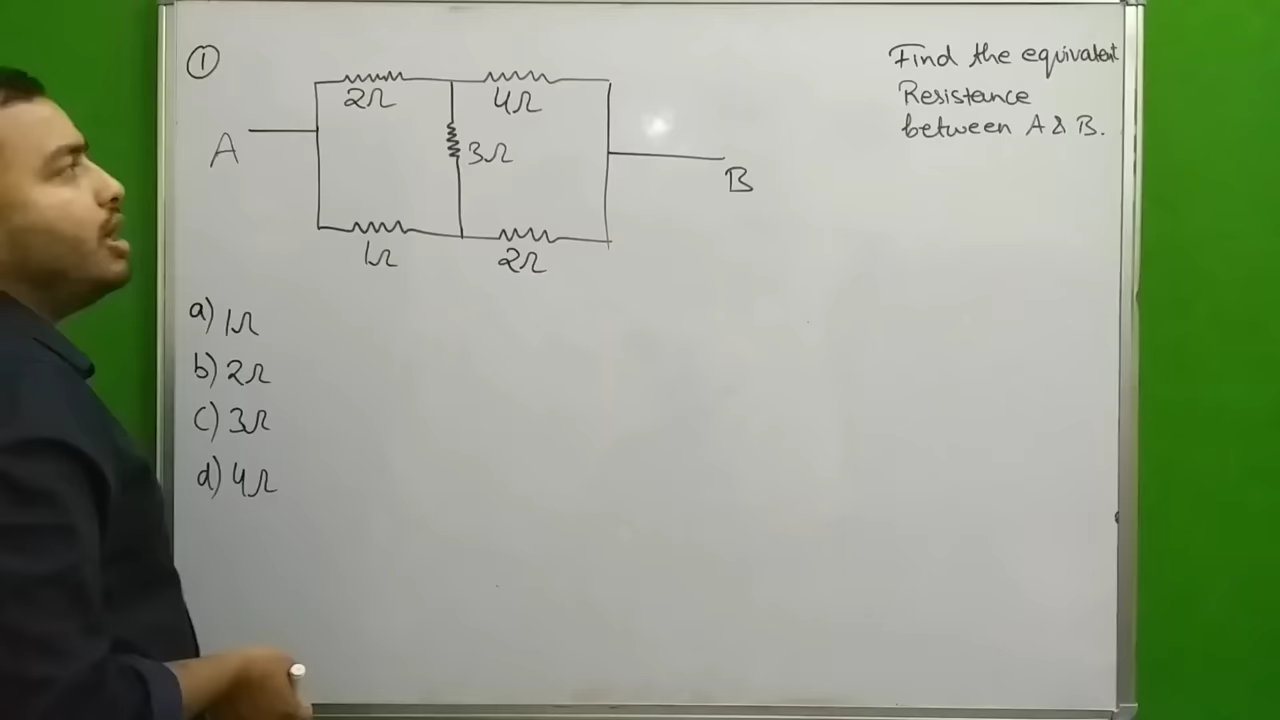 ①
2Ω
4Ω
Find the equivalent
Resistance
between A & B.
A
3Ω
B
1Ω
2Ω
a) 1Ω
b) 2Ω
c) 3Ω
d) 4Ω